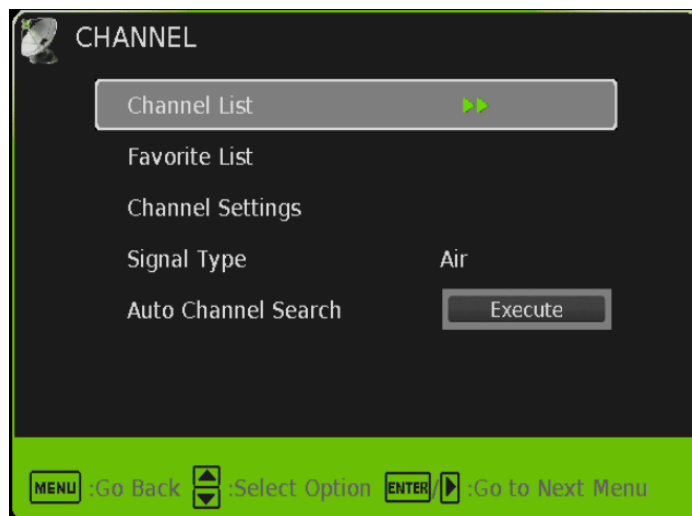 CHANNEL
Channel List
Favorite List
Channel Settings
Signal Type Air
Auto Channel Search Execute
MENU :Go Back :Select Option ENTER/ :Go to Next Menu